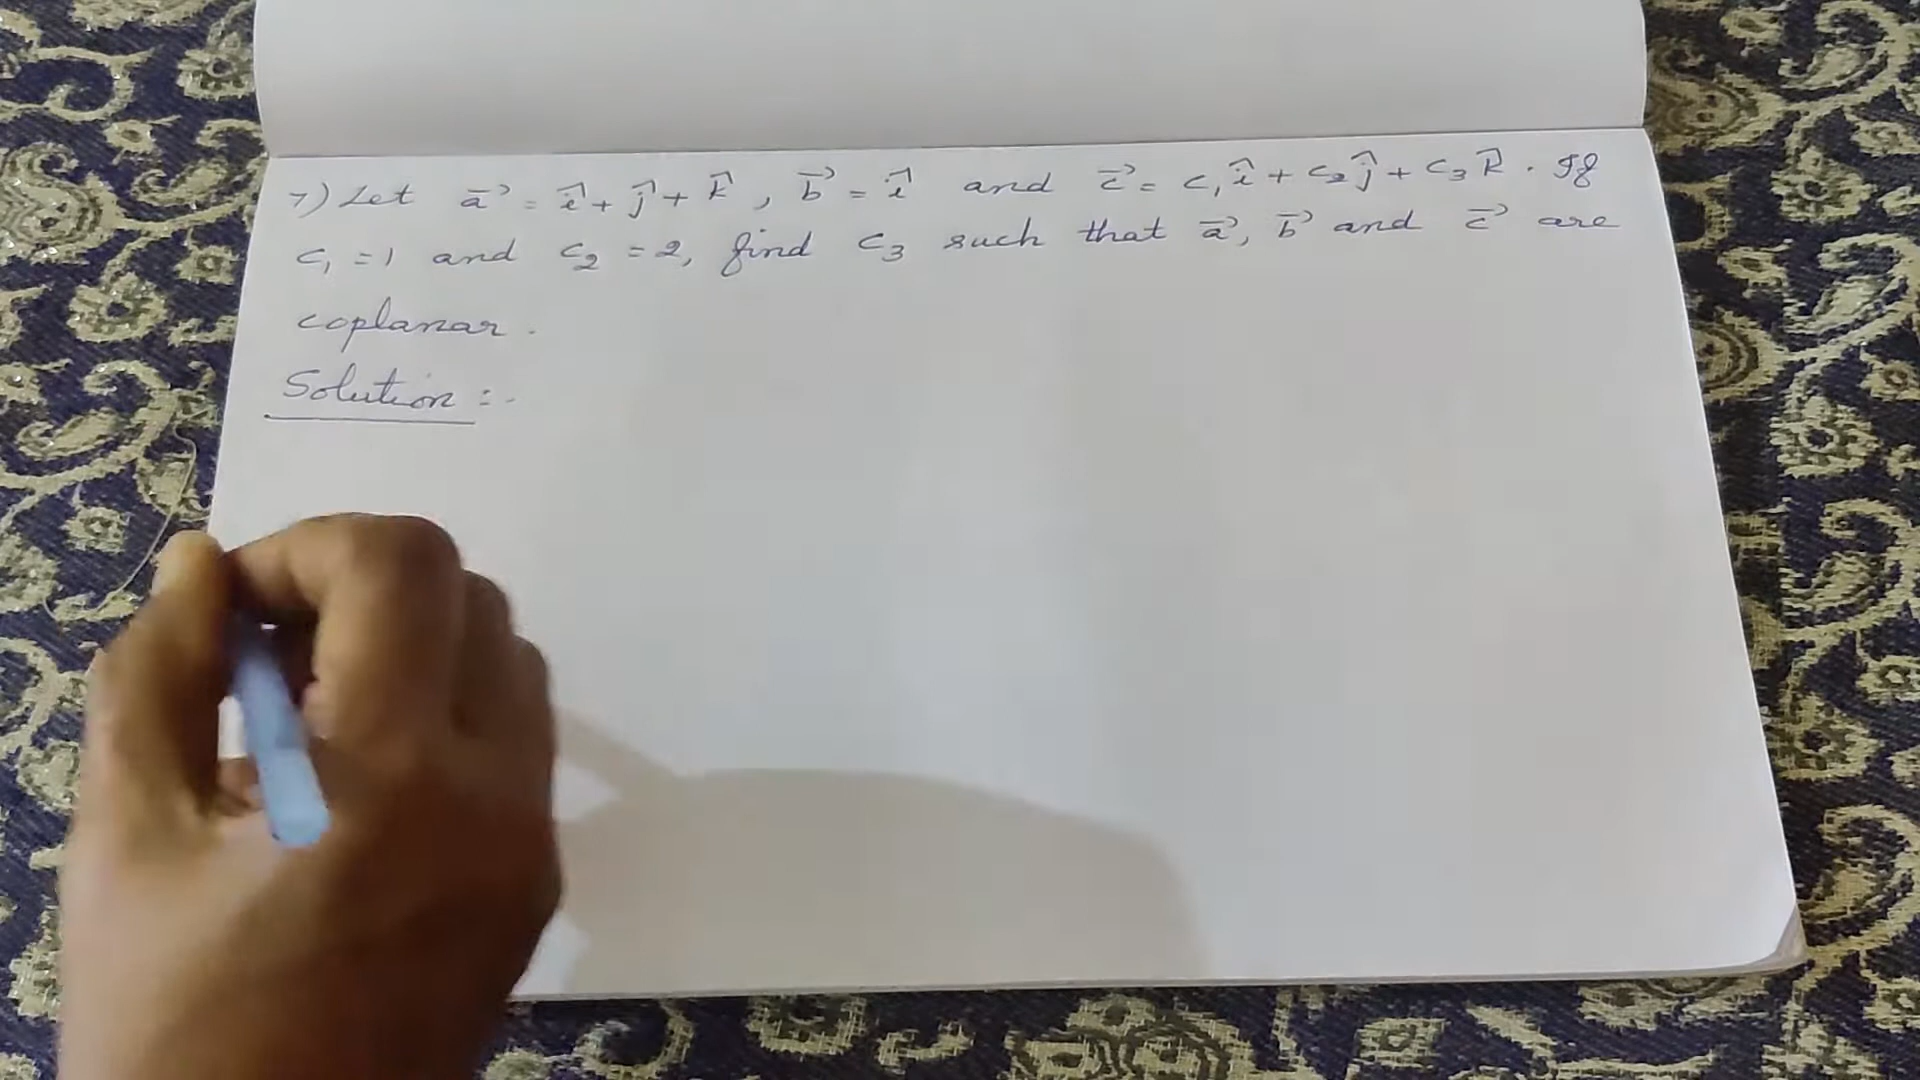 7) Let a⃗ = î + ĵ + k̂, b⃗ = î and c⃗ = c₁î + c₂ĵ + c₃k̂. If
c₁ = 1 and c₂ = 2, find c₃ such that a⃗, b⃗ and c⃗ are
coplanar.
Solution :-